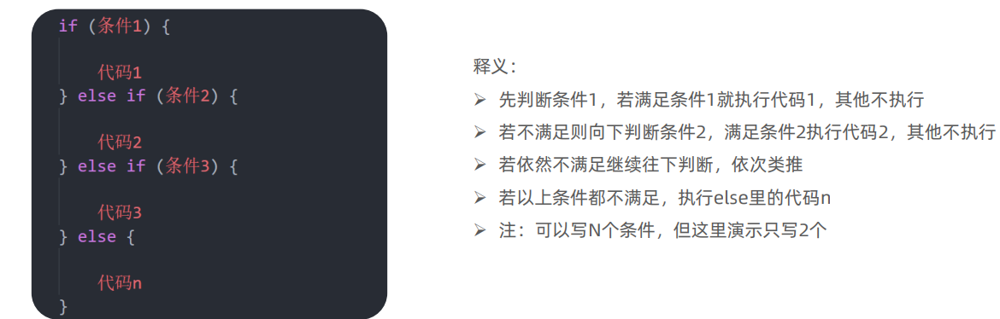 if (条件1) {
代码1
} else if (条件2) {
代码2
} else if (条件3) {
代码3
} else {
代码n
}
释义：
➢ 先判断条件1，若满足条件1就执行代码1，其他不执行
➢ 若不满足则向下判断条件2，满足条件2执行代码2，其他不执行
➢ 若依然不满足继续往下判断，依次类推
➢ 若以上条件都不满足，执行else里的代码n
➢ 注：可以写N个条件，但这里演示只写2个